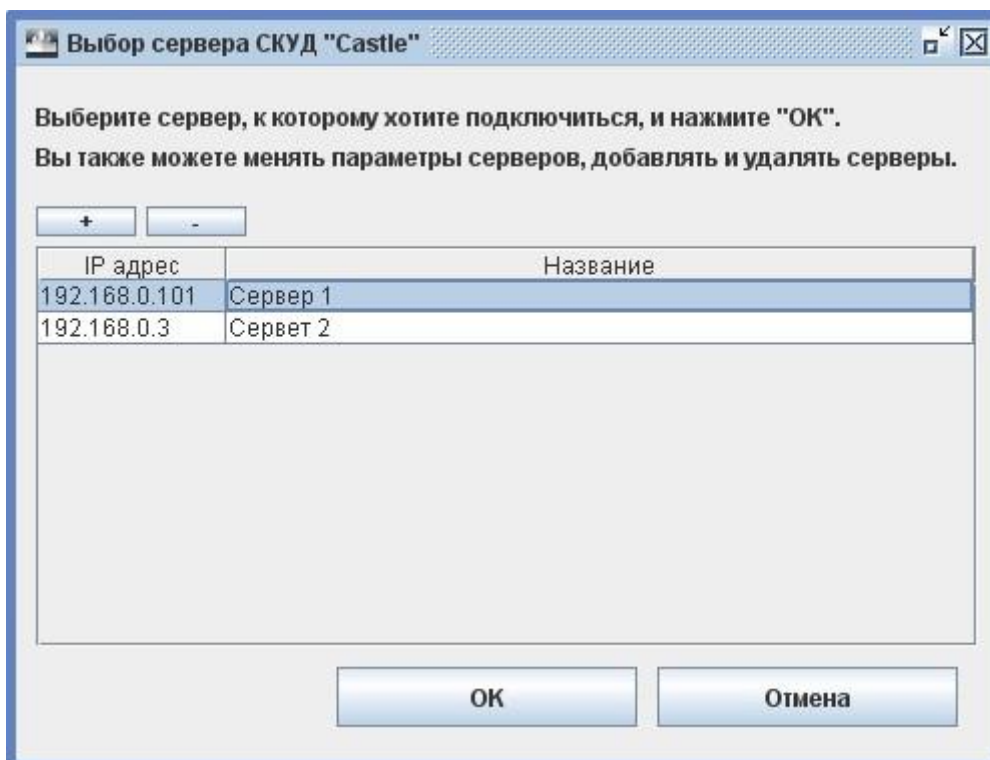 Выбор сервера СКУД "Castle"
Выберите сервер, к которому хотите подключиться, и нажмите "ОК".
Вы также можете менять параметры серверов, добавлять и удалять серверы.
+ -
IP адрес Название
192.168.0.101 Сервер 1
192.168.0.3 Сервет 2
ОК Отмена